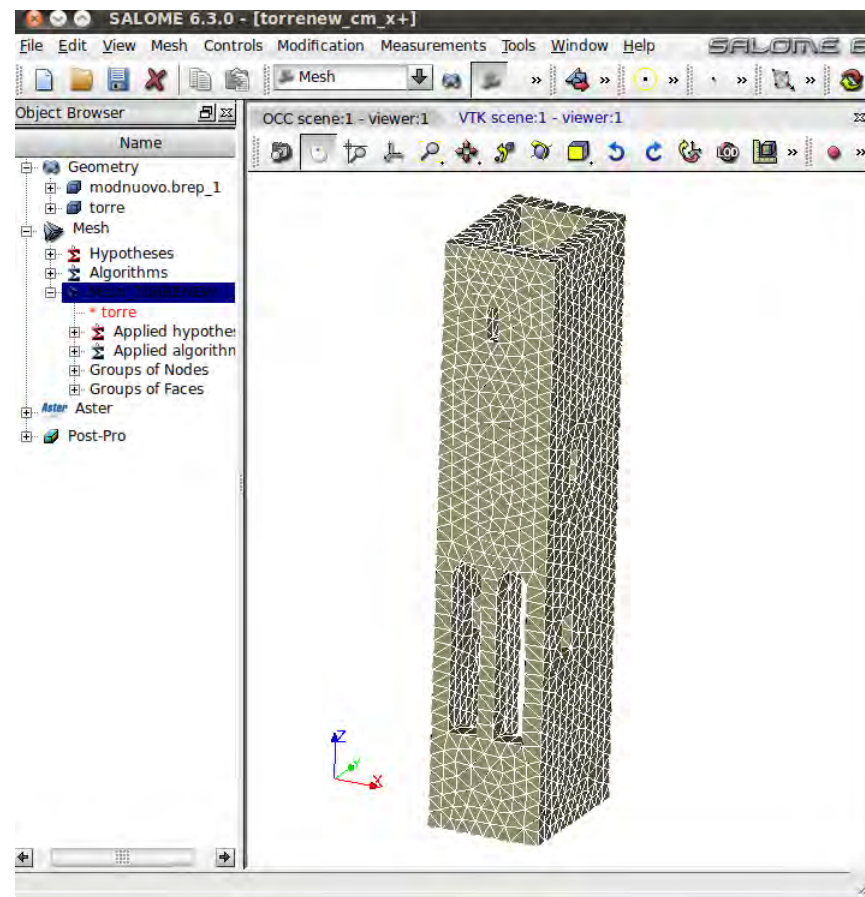 SALOME 6.3.0 - [torrenew_cm_x+]
File Edit View Mesh Controls Modification Measurements Tools Window Help SALOME
Mesh » » » » »
Object Browser
OCC scene:1 - viewer:1 VTK scene:1 - viewer:1
Name
Geometry
modnuovo.brep_1
torre
Mesh
Hypotheses
Algorithms
* torre
Applied hypothe
Applied algorithn
Groups of Nodes
Groups of Faces
Aster Aster
Post-Pro
LOD » »
Z
Y
X